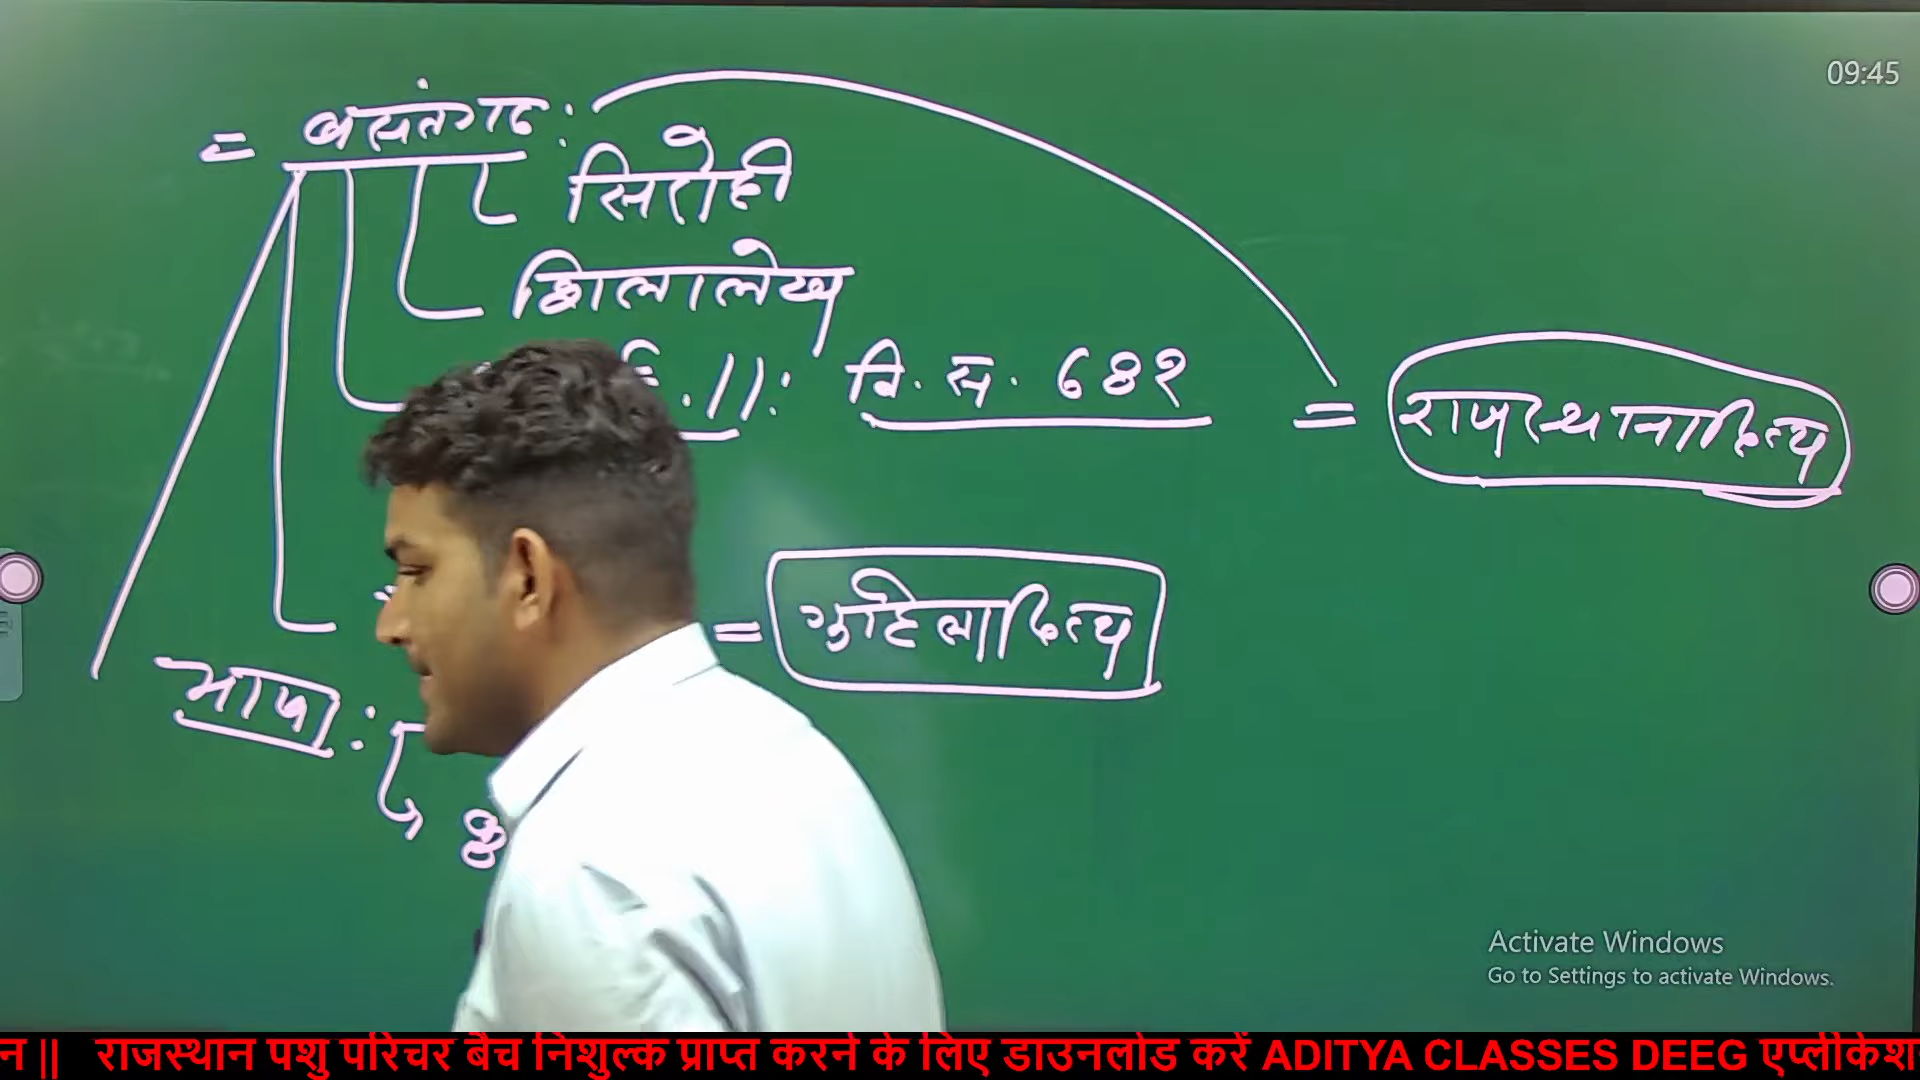 09:45
= बसंतगढ :
सिरोही
शिलालेख
. 11 : वि. स. 682
= राजस्थानादित्य
= गुहिलादित्य
भाषा :
Activate Windows
Go to Settings to activate Windows.
न || राजस्थान पशु परिचर बैच निशुल्क प्राप्त करने के लिए डाउनलोड करें ADITYA CLASSES DEEG एप्लीकेश